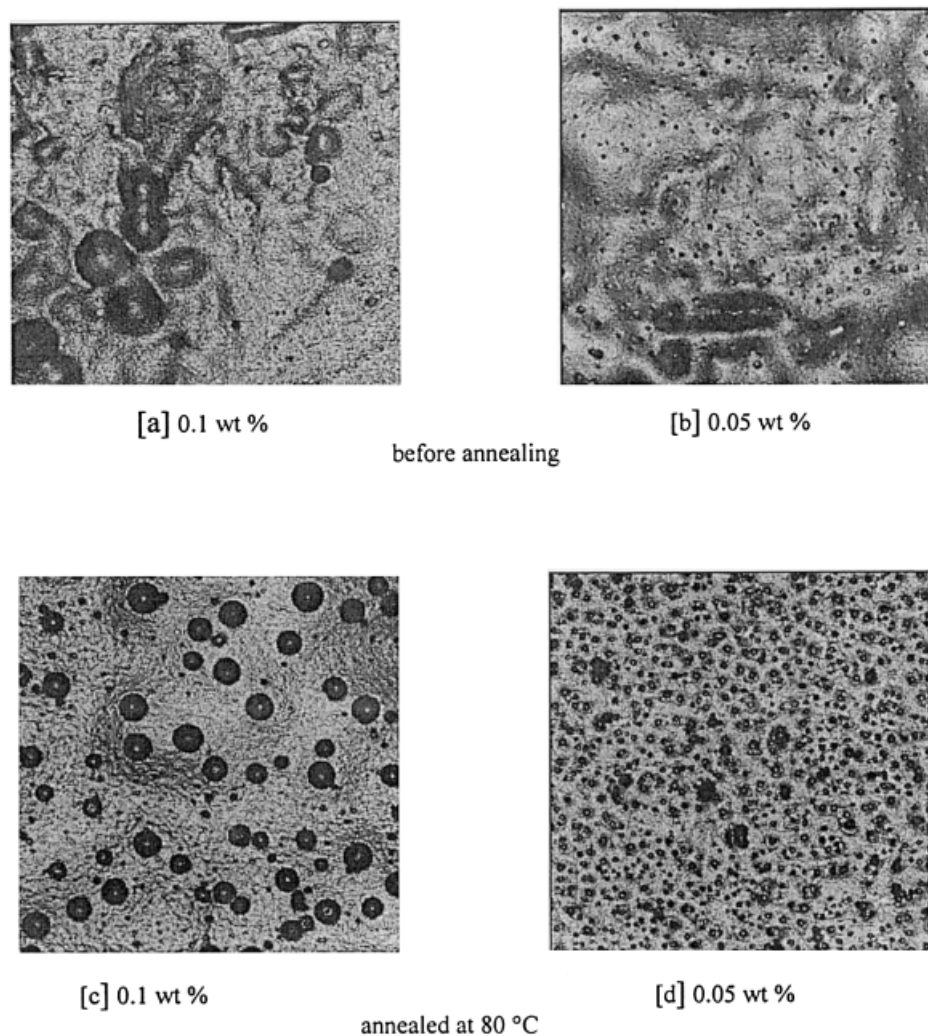 [a] 0.1 wt %
[b] 0.05 wt %
before annealing
[c] 0.1 wt %
[d] 0.05 wt %
annealed at 80 °C